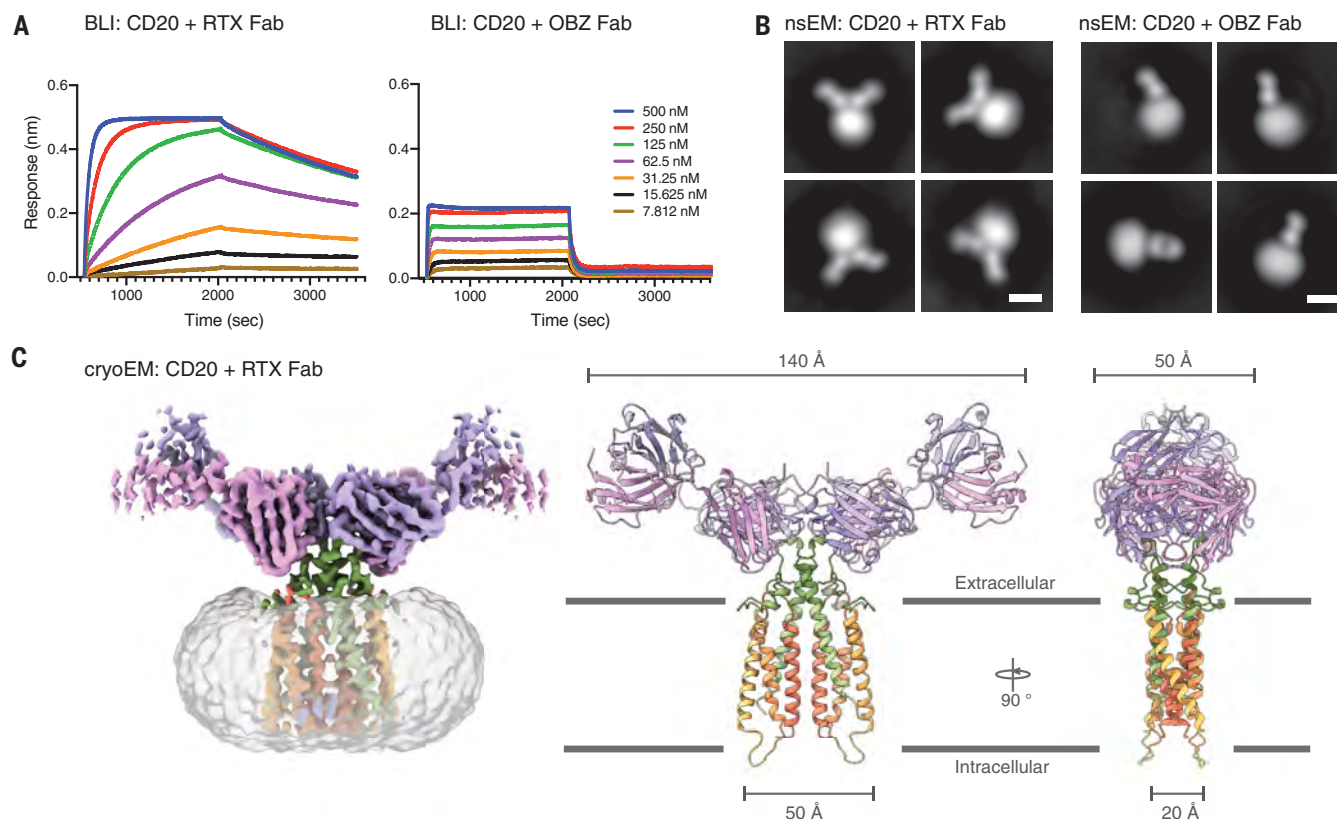 A
BLI: CD20 + RTX Fab
BLI: CD20 + OBZ Fab
0.6
0.4
0.2
0.0
Response (nm)
1000
2000
3000
Time (sec)
0.6
0.4
0.2
0.0
1000
2000
3000
Time (sec)
500 nM
250 nM
125 nM
62.5 nM
31.25 nM
15.625 nM
7.812 nM
B
nsEM: CD20 + RTX Fab
nsEM: CD20 + OBZ Fab
C
cryoEM: CD20 + RTX Fab
140 Å
50 Å
Extracellular
90 °
Intracellular
50 Å
20 Å